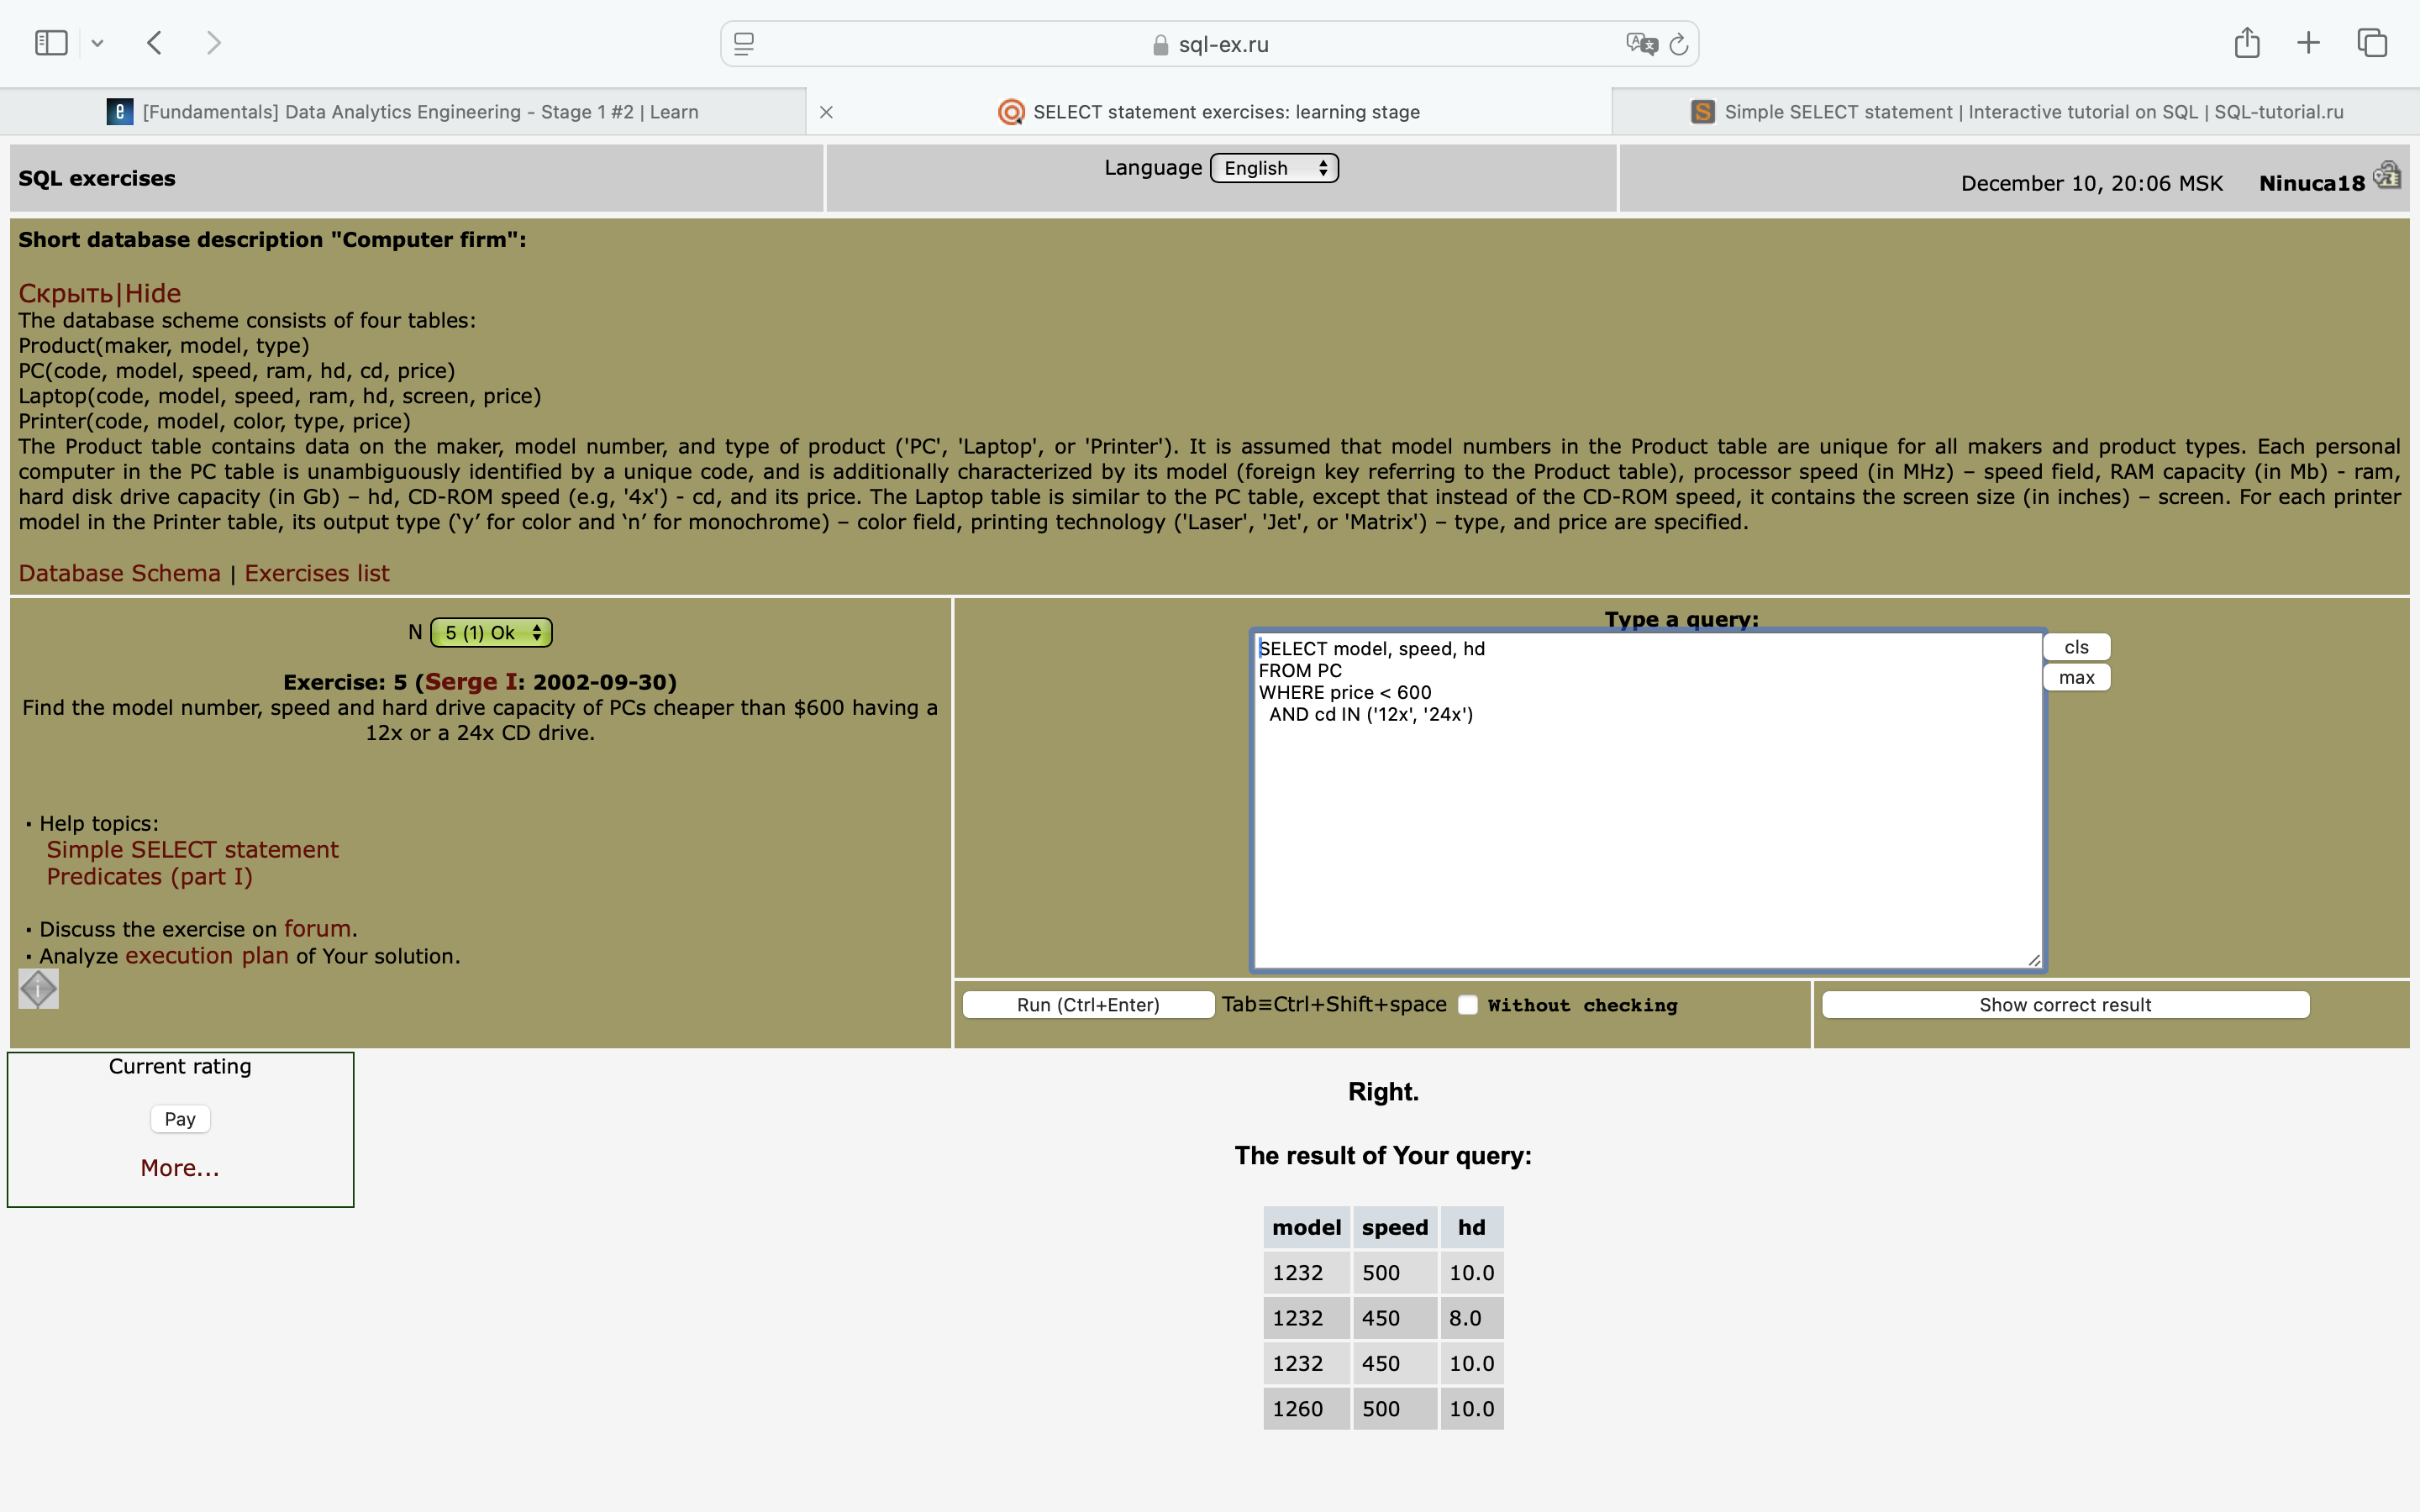 sql-ex.ru
[Fundamentals] Data Analytics Engineering - Stage 1 #2 | Learn
SELECT statement exercises: learning stage
Simple SELECT statement | Interactive tutorial on SQL | SQL-tutorial.ru
SQL exercises
Language English
December 10, 20:06 MSK Ninuca18
Short database description "Computer firm":
Скрыть|Hide
The database scheme consists of four tables:
Product(maker, model, type)
PC(code, model, speed, ram, hd, cd, price)
Laptop(code, model, speed, ram, hd, screen, price)
Printer(code, model, color, type, price)
The Product table contains data on the maker, model number, and type of product ('PC', 'Laptop', or 'Printer'). It is assumed that model numbers in the Product table are unique for all makers and product types. Each personal
computer in the PC table is unambiguously identified by a unique code, and is additionally characterized by its model (foreign key referring to the Product table), processor speed (in MHz) – speed field, RAM capacity (in Mb) - ram,
hard disk drive capacity (in Gb) – hd, CD-ROM speed (e.g, '4x') - cd, and its price. The Laptop table is similar to the PC table, except that instead of the CD-ROM speed, it contains the screen size (in inches) – screen. For each printer
model in the Printer table, its output type (‘y’ for color and ‘n’ for monochrome) – color field, printing technology ('Laser', 'Jet', or 'Matrix') – type, and price are specified.
Database Schema | Exercises list
N 5 (1) Ok
Exercise: 5 (Serge I: 2002-09-30)
Find the model number, speed and hard drive capacity of PCs cheaper than $600 having a
12x or a 24x CD drive.
· Help topics:
Simple SELECT statement
Predicates (part I)
· Discuss the exercise on forum.
· Analyze execution plan of Your solution.
Type a query:
SELECT model, speed, hd
FROM PC
WHERE price < 600
AND cd IN ('12x', '24x')
cls
max
Run (Ctrl+Enter) Tab≡Ctrl+Shift+space Without checking
Show correct result
Current rating
Pay
More...
Right.
The result of Your query:
model speed hd
1232 500 10.0
1232 450 8.0
1232 450 10.0
1260 500 10.0